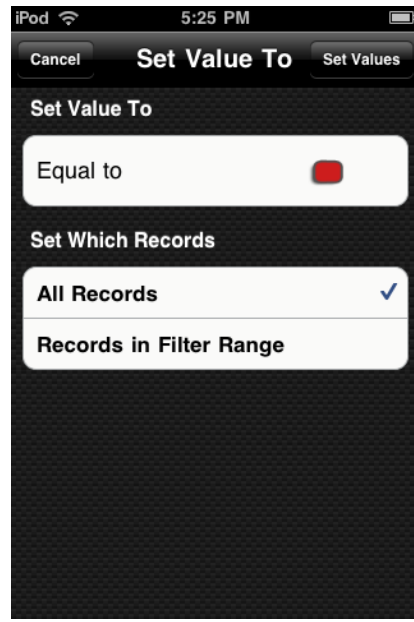 iPod 5:25 PM
Cancel Set Value To Set Values
Set Value To
Equal to
Set Which Records
All Records
Records in Filter Range